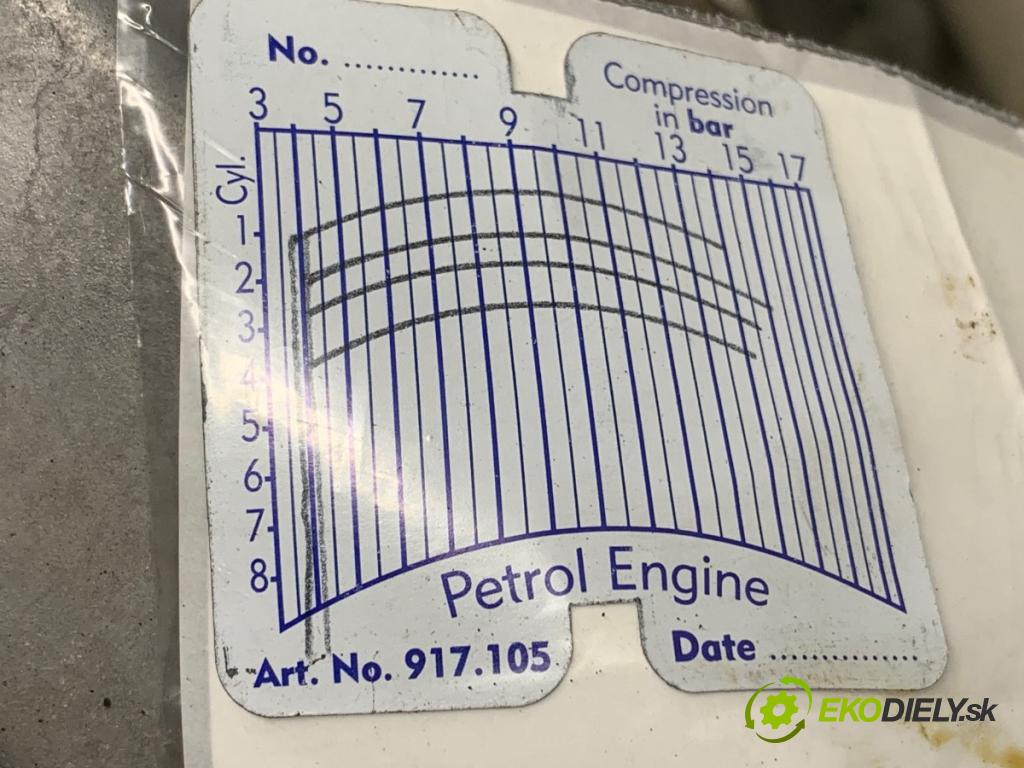 No. ..............
Compression
in bar
3 5 7 9 11 13 15 17
Cyl.
1
2
3
4
5
6
7
8
Petrol Engine
Art. No. 917.105
Date ................
EKODIELY.sk